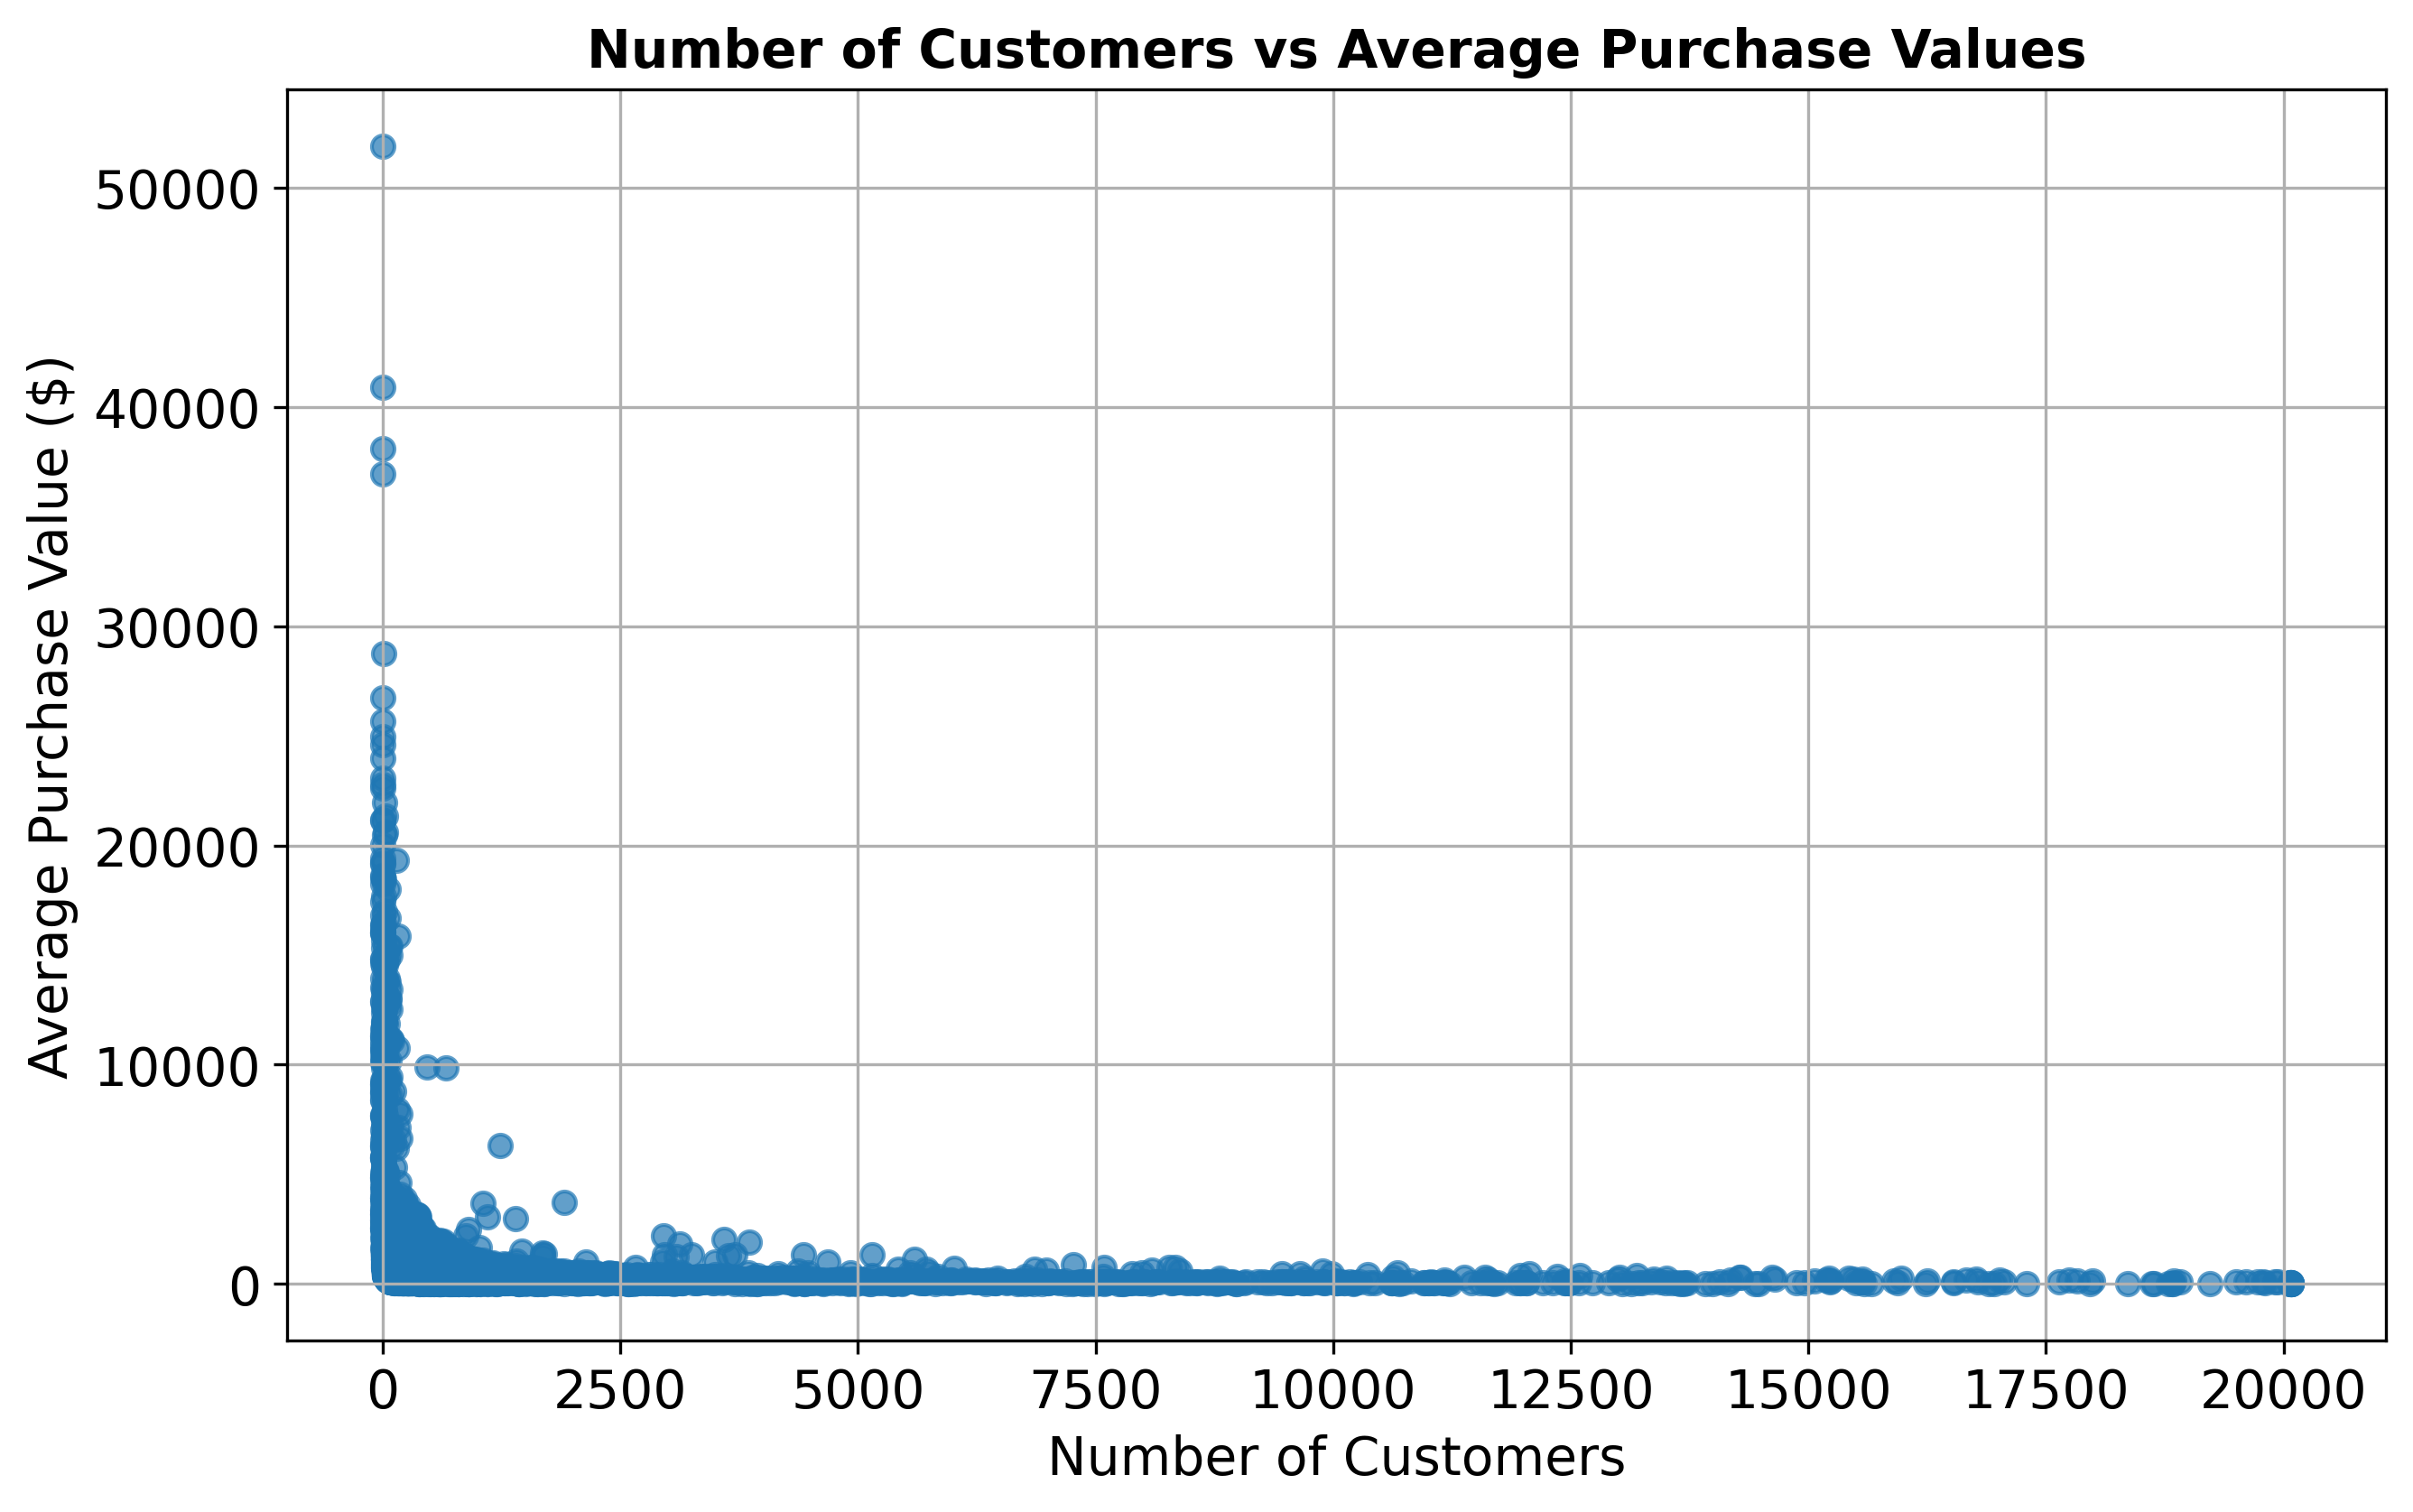 Number of Customers vs Average Purchase Values
Average Purchase Value ($)
50000
40000
30000
20000
10000
0
0 2500 5000 7500 10000 12500 15000 17500 20000
Number of Customers